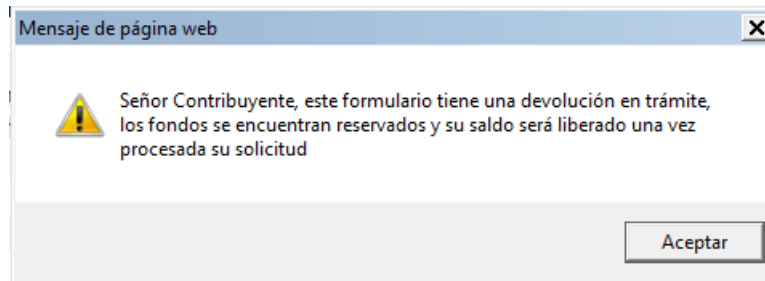 Mensaje de página web
Señor Contribuyente, este formulario tiene una devolución en trámite,
los fondos se encuentran reservados y su saldo será liberado una vez
procesada su solicitud
Aceptar